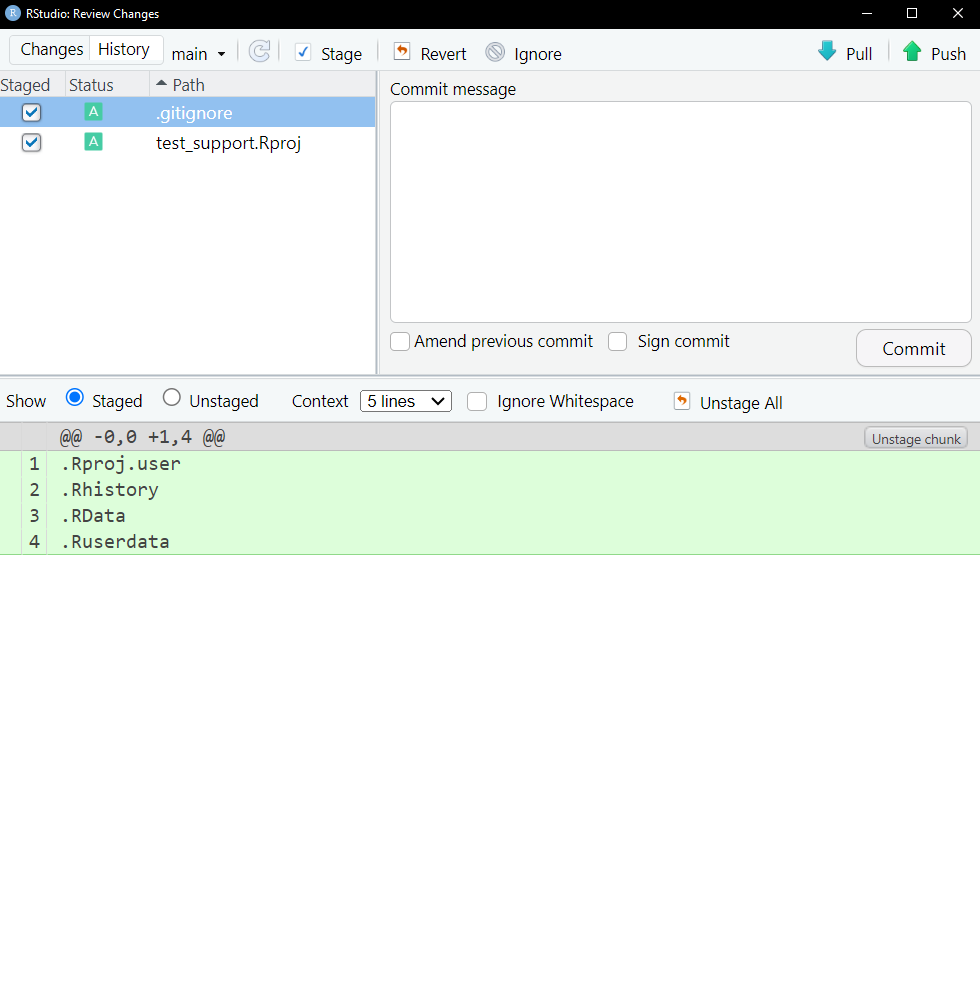 R RStudio: Review Changes
Changes History main Stage Revert Ignore Pull Push
Staged Status Path
A .gitignore
A test_support.Rproj
Commit message
Amend previous commit Sign commit Commit
Show Staged Unstaged Context 5 lines Ignore Whitespace Unstage All
@@ -0,0 +1,4 @@ Unstage chunk
1 .Rproj.user
2 .Rhistory
3 .RData
4 .Ruserdata